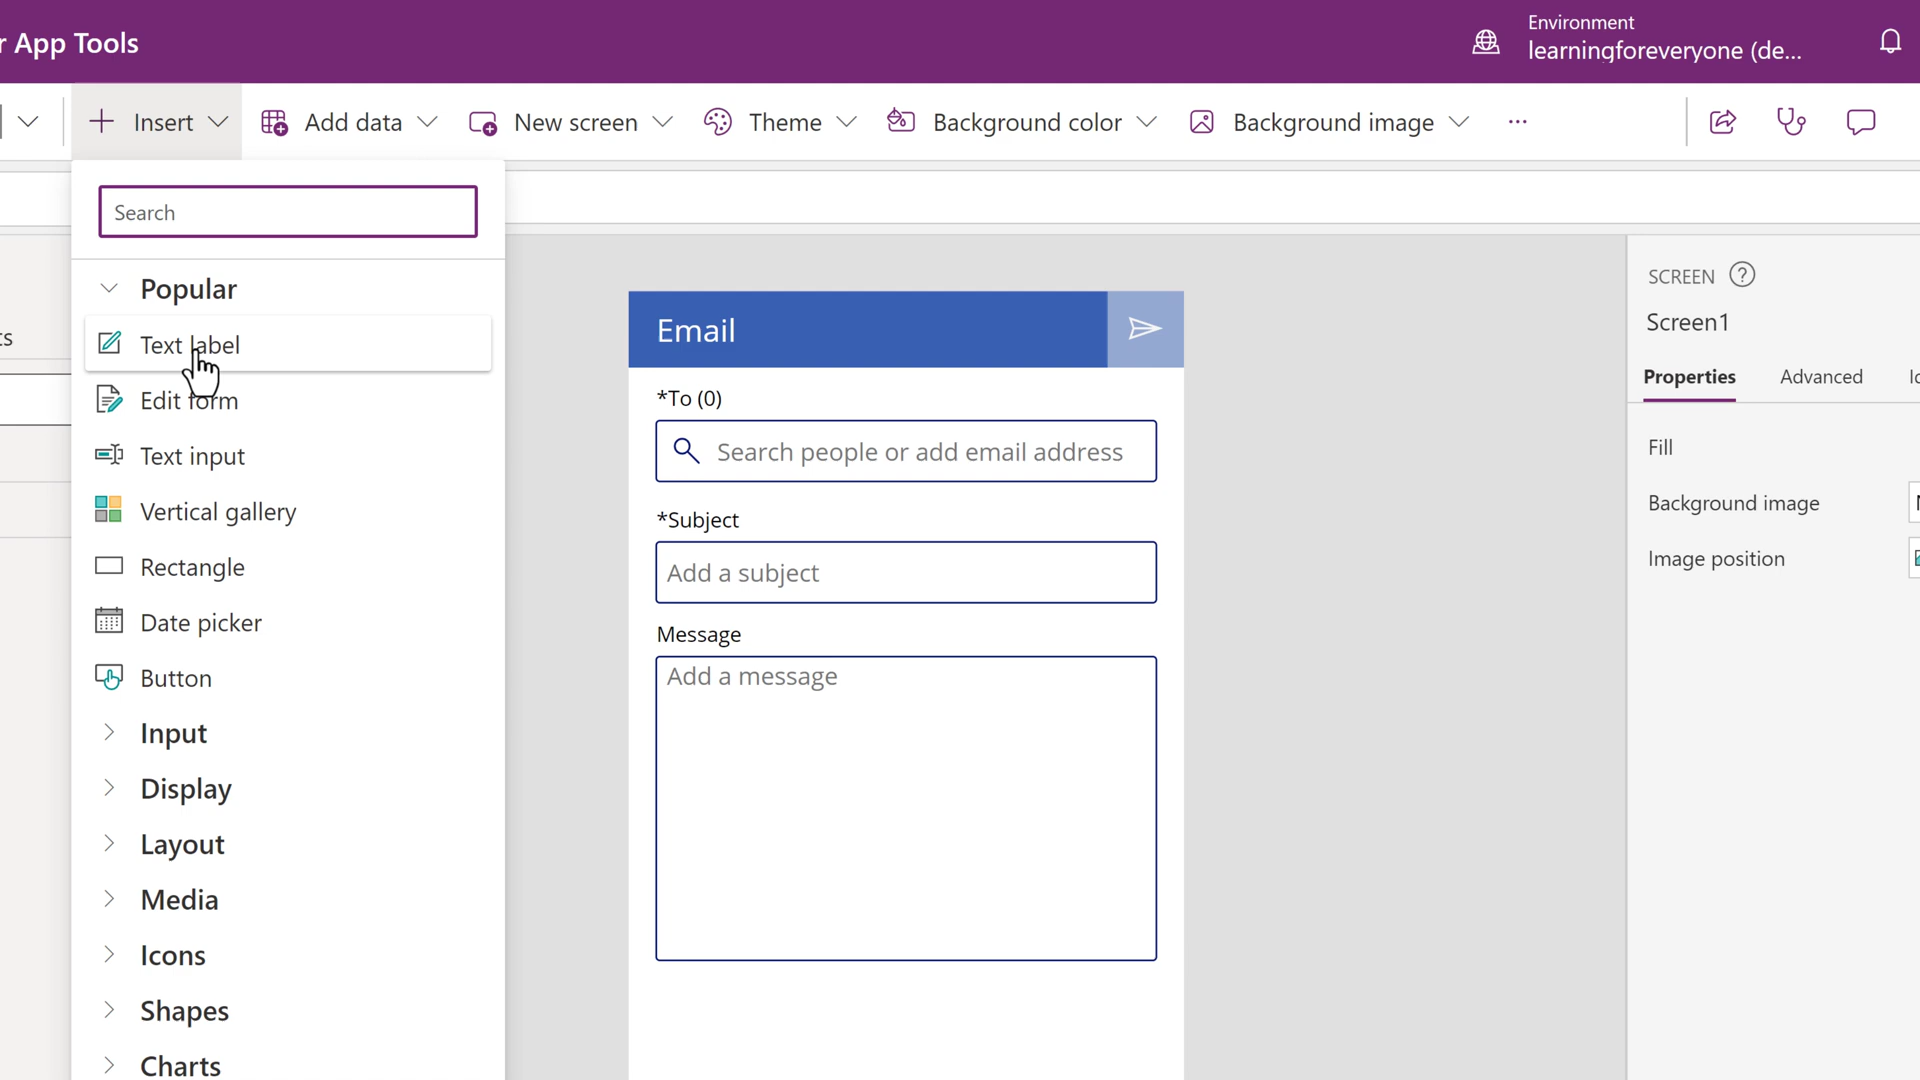 r App Tools
Environment
learningforeveryone (de...
Insert
Add data
New screen
Theme
Background color
Background image
...
Search
Popular
Text label
Edit form
Text input
Vertical gallery
Rectangle
Date picker
Button
Input
Display
Layout
Media
Icons
Shapes
Charts
ts
Email
*To (0)
Search people or add email address
*Subject
Add a subject
Message
Add a message
SCREEN ?
Screen1
Properties
Advanced
Fill
Background image
Image position